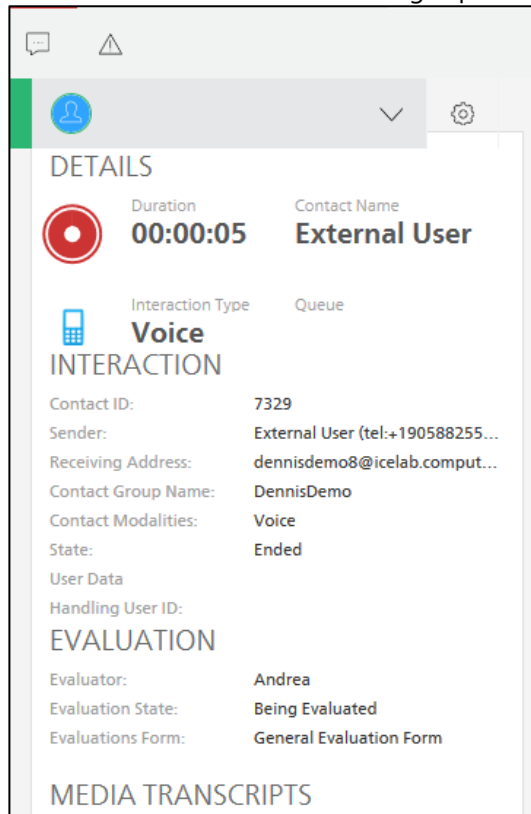 DETAILS
Duration Contact Name
00:00:05 External User
Interaction Type Queue
Voice
INTERACTION
Contact ID: 7329
Sender: External User (tel:+190588255...
Receiving Address: dennisdemo8@icelab.comput...
Contact Group Name: DennisDemo
Contact Modalities: Voice
State: Ended
User Data
Handling User ID:
EVALUATION
Evaluator: Andrea
Evaluation State: Being Evaluated
Evaluations Form: General Evaluation Form
MEDIA TRANSCRIPTS